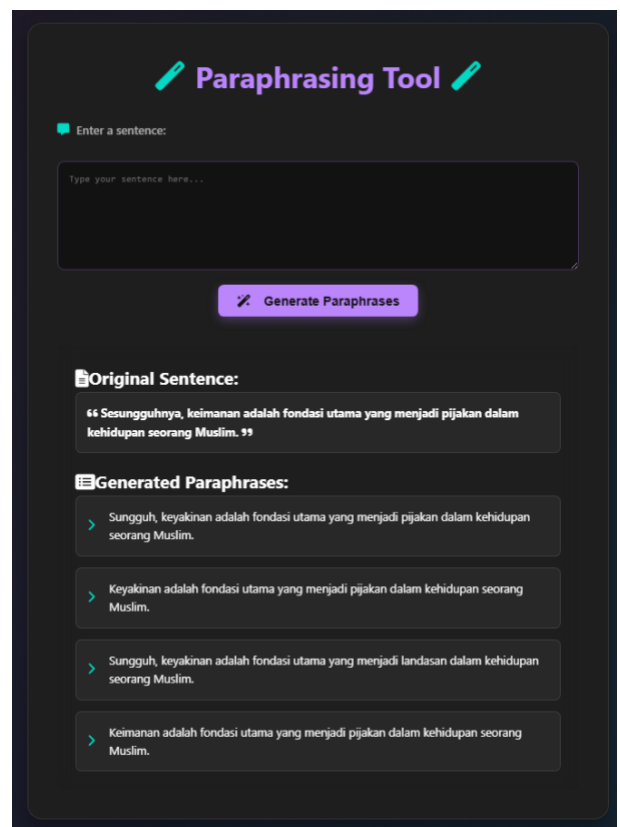 Paraphrasing Tool
Enter a sentence:
Type your sentence here...
Generate Paraphrases
Original Sentence:
❝ Sesungguhnya, keimanan adalah fondasi utama yang menjadi pijakan dalam
kehidupan seorang Muslim. ❞
Generated Paraphrases:
Sungguh, keyakinan adalah fondasi utama yang menjadi pijakan dalam kehidupan
seorang Muslim.
Keyakinan adalah fondasi utama yang menjadi pijakan dalam kehidupan seorang
Muslim.
Sungguh, keyakinan adalah fondasi utama yang menjadi landasan dalam kehidupan
seorang Muslim.
Keimanan adalah fondasi utama yang menjadi pijakan dalam kehidupan seorang
Muslim.